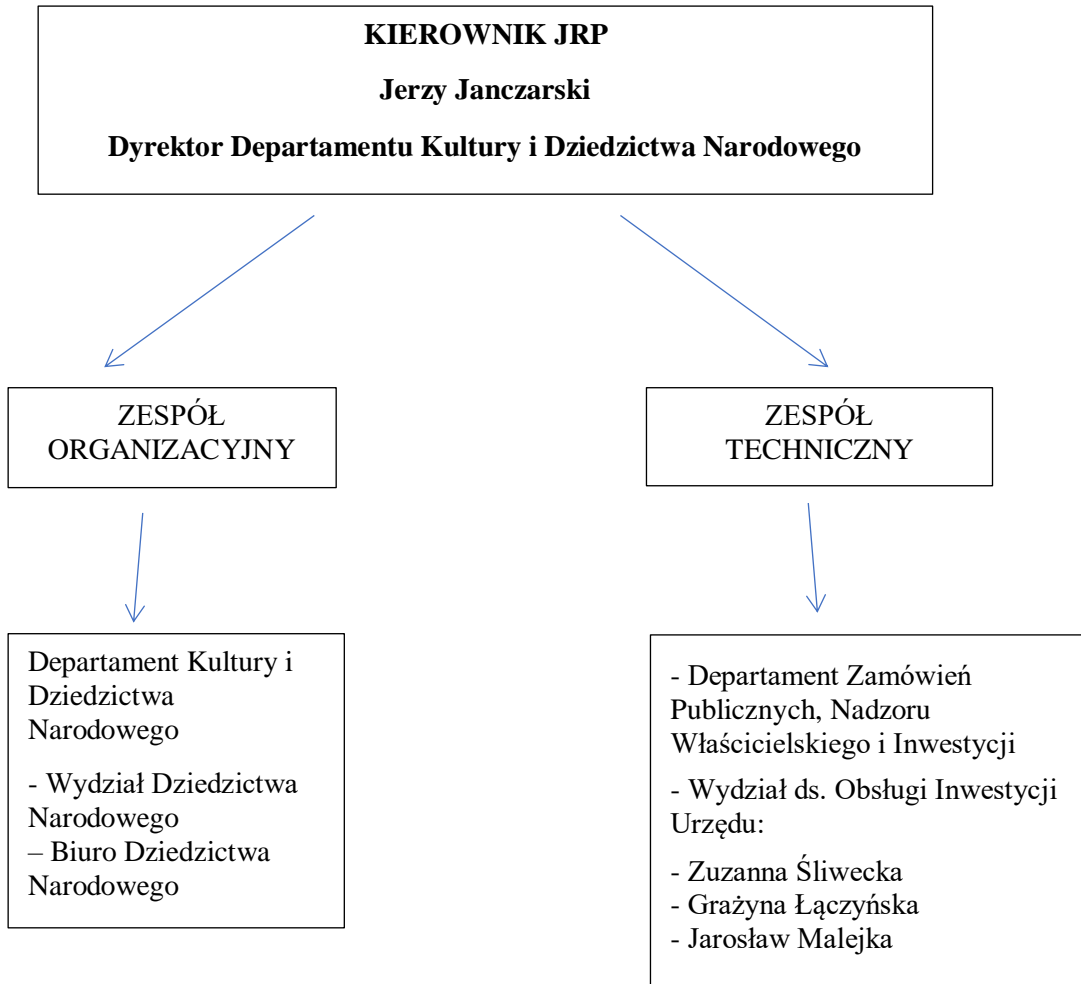 KIEROWNIK JRP
Jerzy Janczarski
Dyrektor Departamentu Kultury i Dziedzictwa Narodowego
ZESPÓŁ
ORGANIZACYJNY
ZESPÓŁ
TECHNICZNY
Departament Kultury i
Dziedzictwa
Narodowego
- Wydział Dziedzictwa
Narodowego
– Biuro Dziedzictwa
Narodowego
- Departament Zamówień
Publicznych, Nadzoru
Właścicielskiego i Inwestycji
- Wydział ds. Obsługi Inwestycji
Urzędu:
- Zuzanna Śliwecka
- Grażyna Łączyńska
- Jarosław Malejka